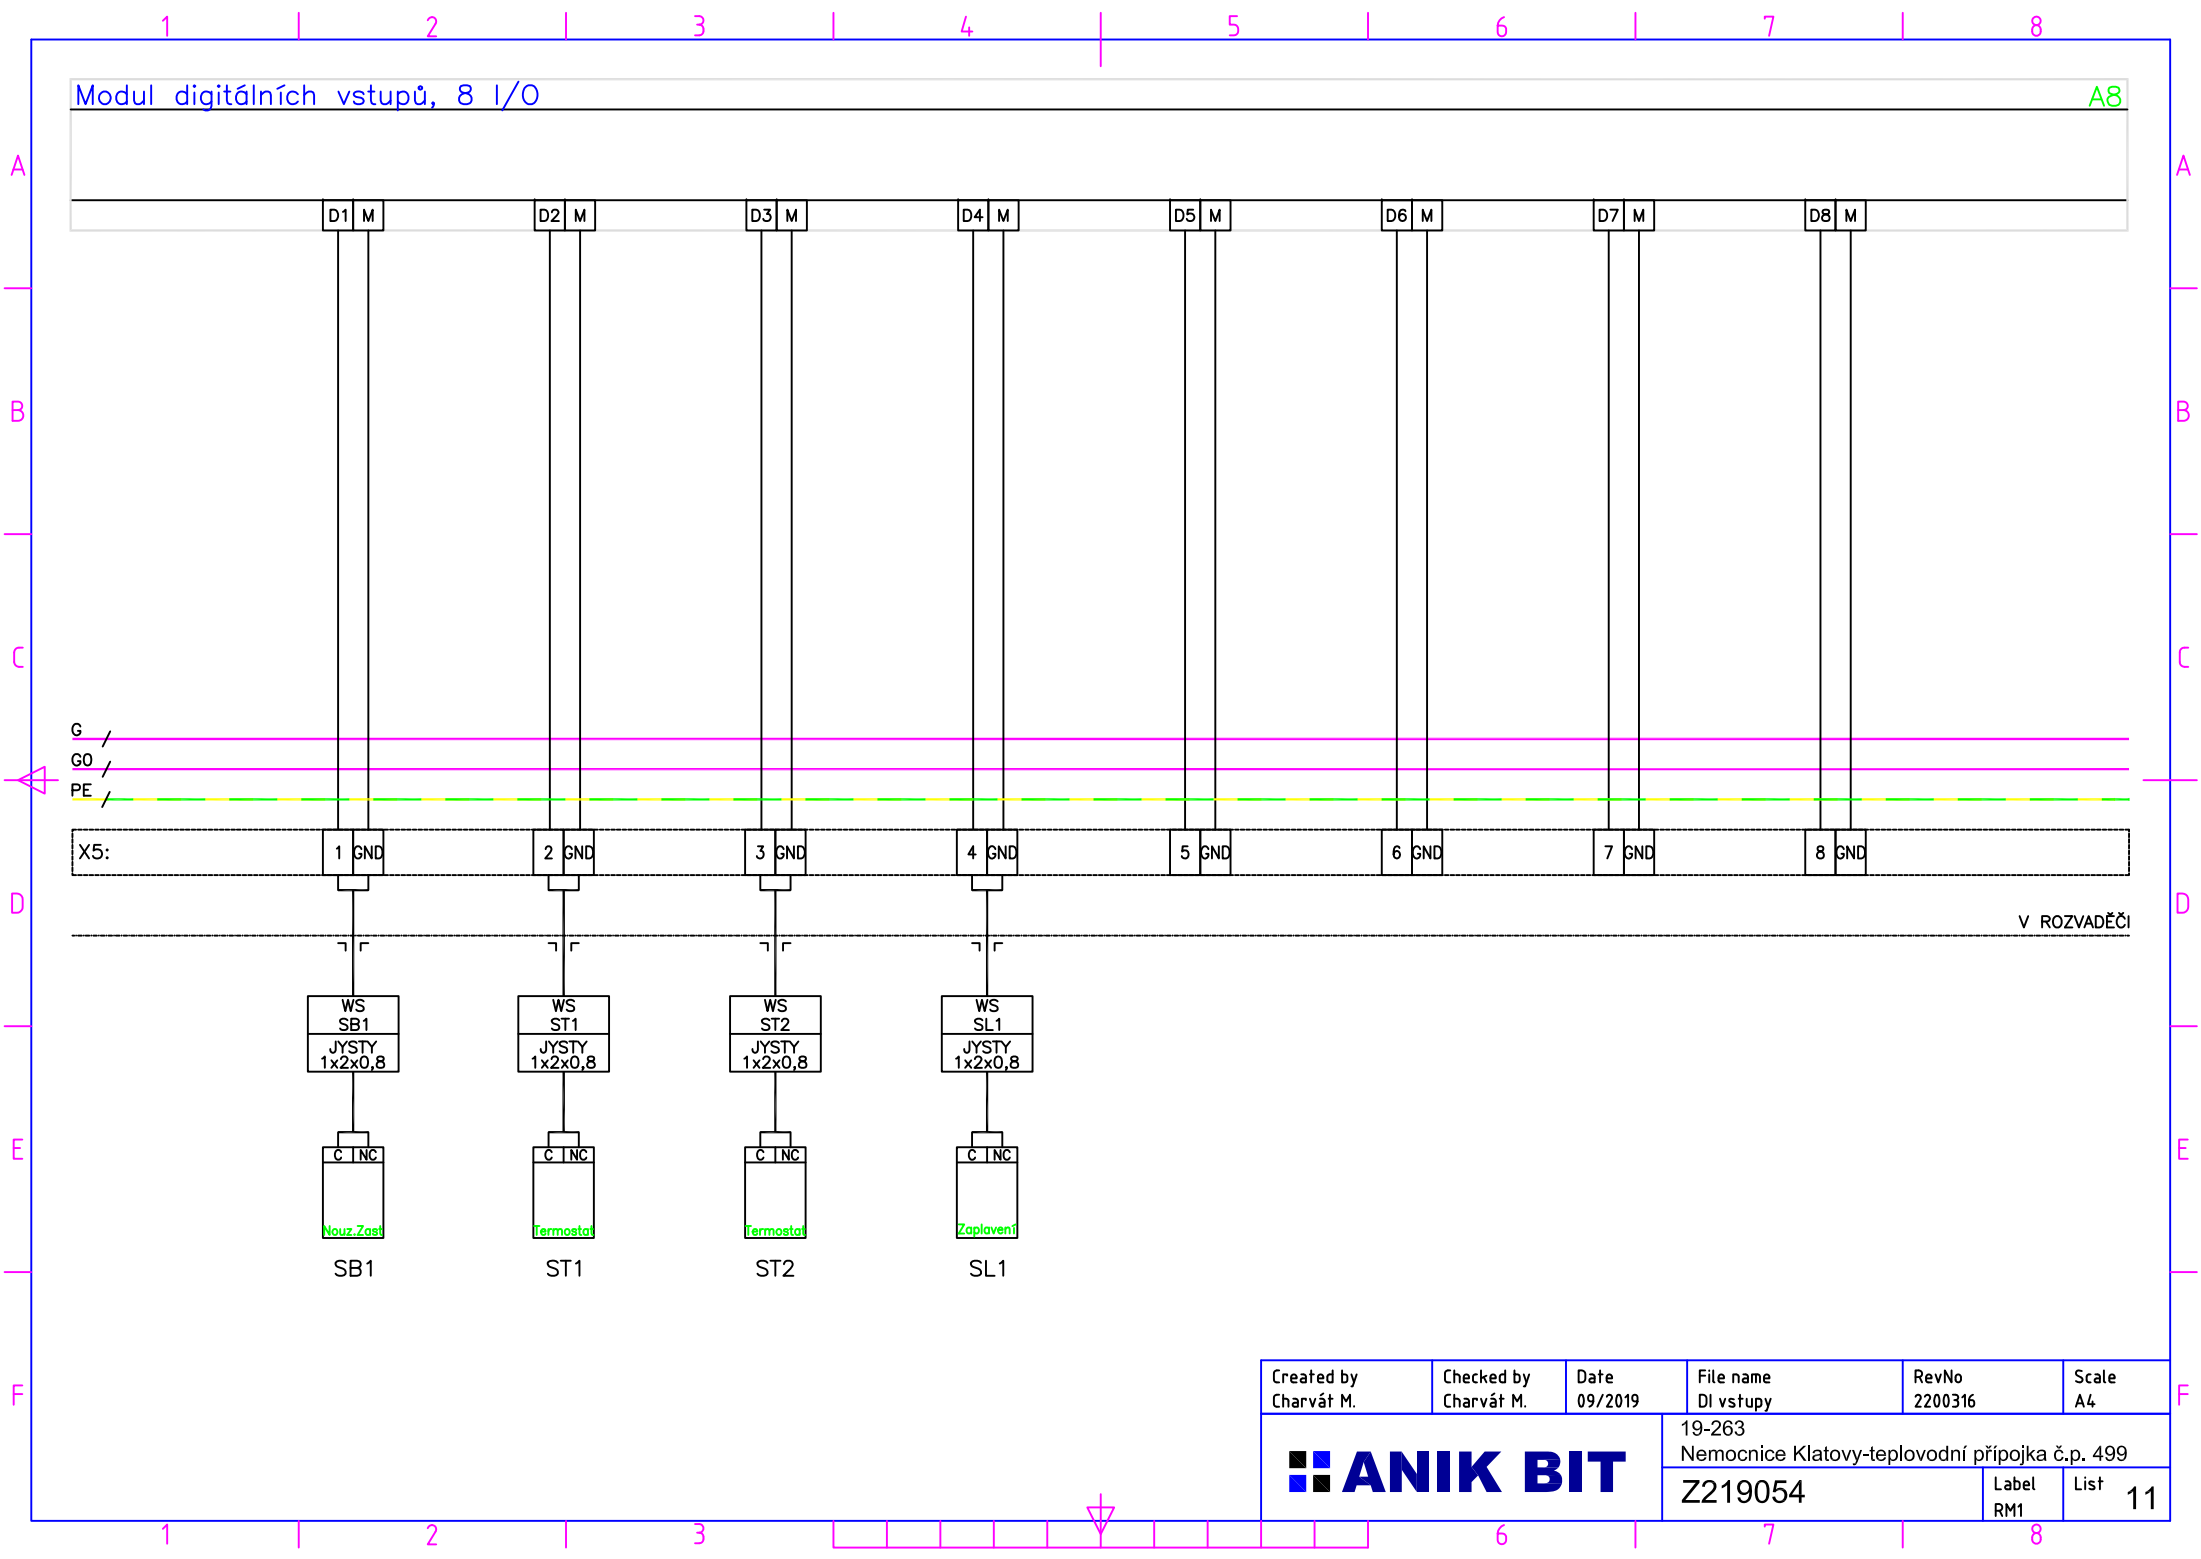 1 2 3 4 5 6 7 8
Modul digitálních vstupů, 8 I/O A8
A A
D1 M D2 M D3 M D4 M D5 M D6 M D7 M D8 M
B B
C C
G
G0
PE
X5: 1 GND 2 GND 3 GND 4 GND 5 GND 6 GND 7 GND 8 GND
D D
V ROZVADĚČI
WS WS WS WS
SB1 ST1 ST2 SL1
JYSTY JYSTY JYSTY JYSTY
1x2x0,8 1x2x0,8 1x2x0,8 1x2x0,8
E E
C NC C NC C NC C NC
Nouz.Zast Termostat Termostat Zaplavení
SB1 ST1 ST2 SL1
F F
Created by Checked by Date File name RevNo Scale
Charvát M. Charvát M. 09/2019 DI vstupy 2200316 A4
19-263
Nemocnice Klatovy-teplovodní přípojka č.p. 499
ANIK BIT
Z219054 Label List 11
RM1
1 2 3 6 7 8